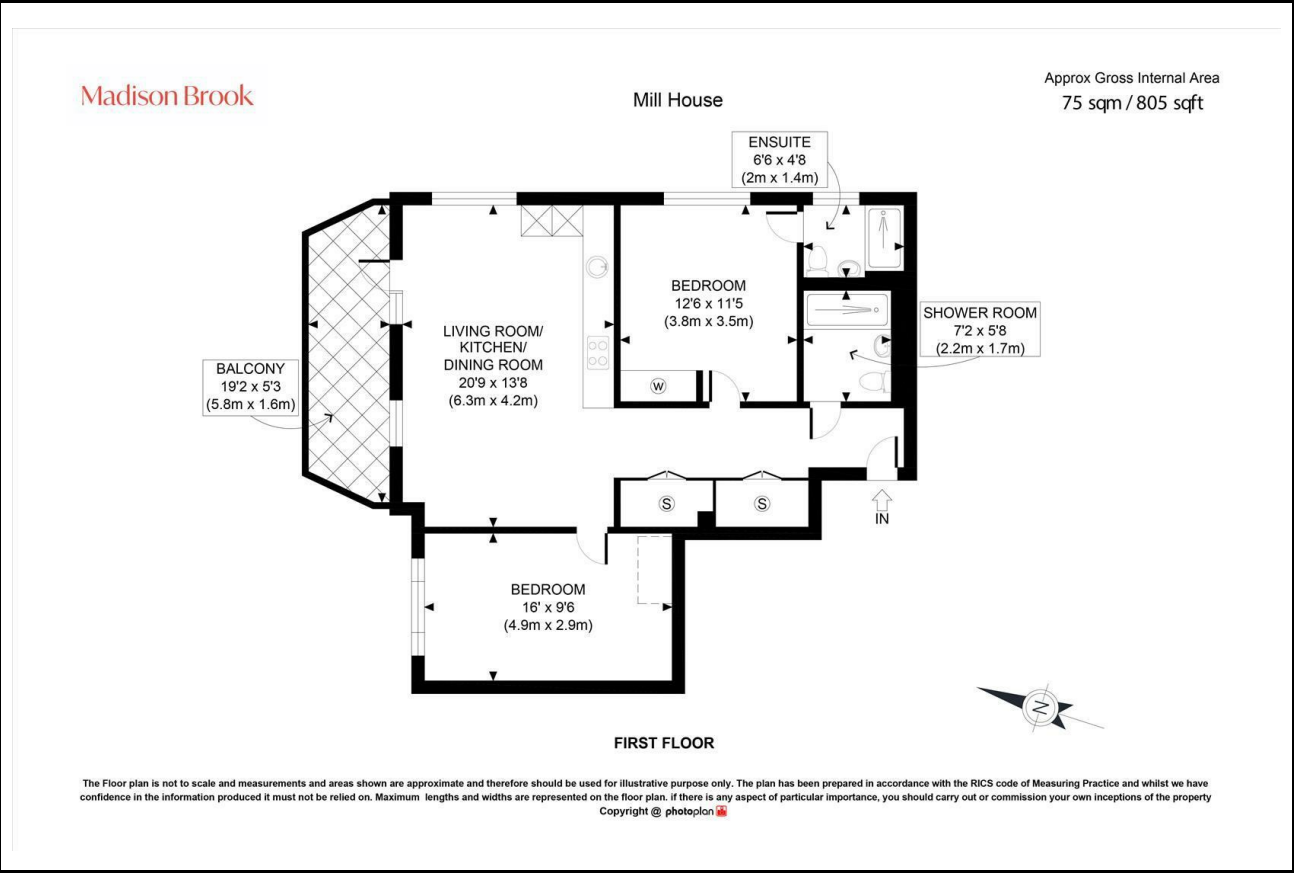 Madison Brook
Mill House
Approx Gross Internal Area
75 sqm / 805 sqft
ENSUITE
6'6 x 4'8
(2m x 1.4m)
BEDROOM
12'6 x 11'5
(3.8m x 3.5m)
SHOWER ROOM
7'2 x 5'8
(2.2m x 1.7m)
LIVING ROOM/
KITCHEN/
DINING ROOM
20'9 x 13'8
(6.3m x 4.2m)
BALCONY
19'2 x 5'3
(5.8m x 1.6m)
W
S
S
IN
BEDROOM
16' x 9'6
(4.9m x 2.9m)
N
FIRST FLOOR
The Floor plan is not to scale and measurements and areas shown are approximate and therefore should be used for illustrative purpose only. The plan has been prepared in accordance with the RICS code of Measuring Practice and whilst we have
confidence in the information produced it must not be relied on. Maximum lengths and widths are represented on the floor plan. if there is any aspect of particular importance, you should carry out or commission your own inceptions of the property
Copyright @ photoplan